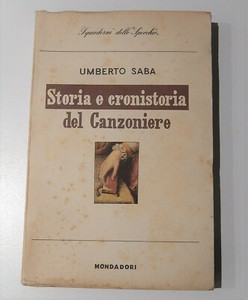 I quaderni dello Specchio
UMBERTO SABA
Storia e cronistoria
del Canzoniere
MONDADORI